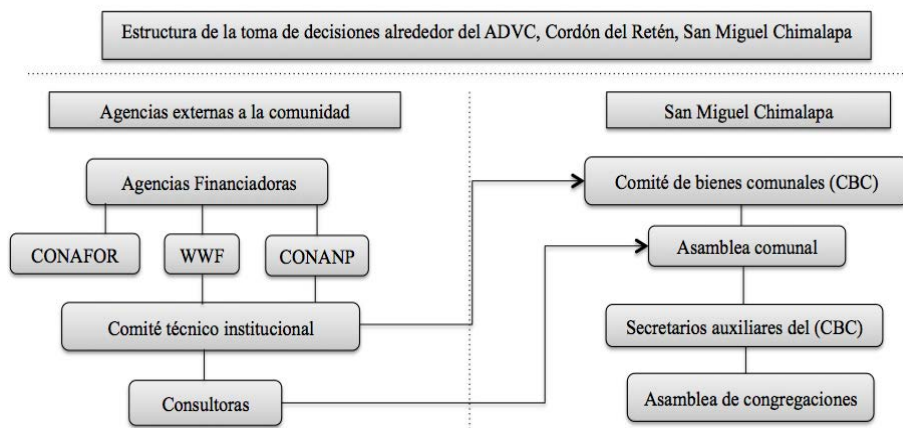 Estructura de la toma de decisiones alrededor del ADVC, Cordón del Retén, San Miguel Chimalapa
Agencias externas a la comunidad
Agencias Financiadoras
CONAFOR
WWF
CONANP
Comité técnico institucional
Consultoras
San Miguel Chimalapa
Comité de bienes comunales (CBC)
Asamblea comunal
Secretarios auxiliares del (CBC)
Asamblea de congregaciones